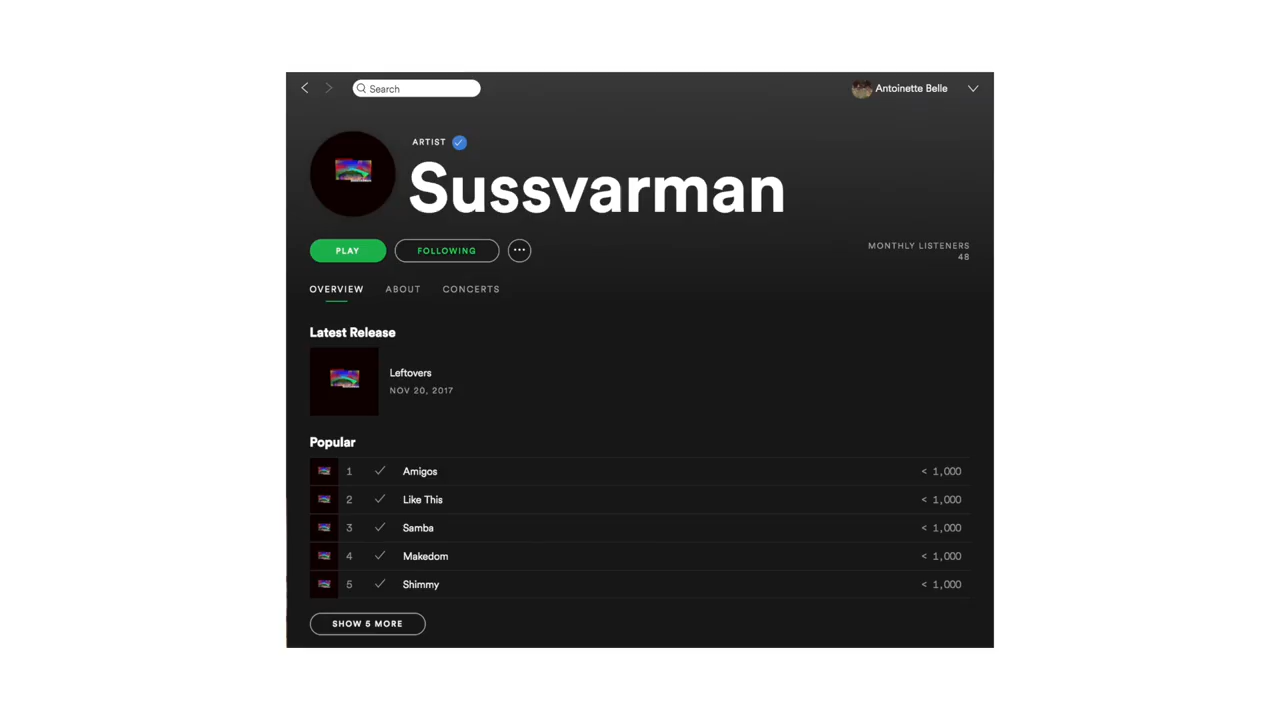 Search
Antoinette Belle
ARTIST
Sussvarman
PLAY
FOLLOWING
MONTHLY LISTENERS
48
OVERVIEW
ABOUT
CONCERTS
Latest Release
Leftovers
NOV 20, 2017
Popular
1 Amigos < 1,000
2 Like This < 1,000
3 Samba < 1,000
4 Makedom < 1,000
5 Shimmy < 1,000
SHOW 5 MORE